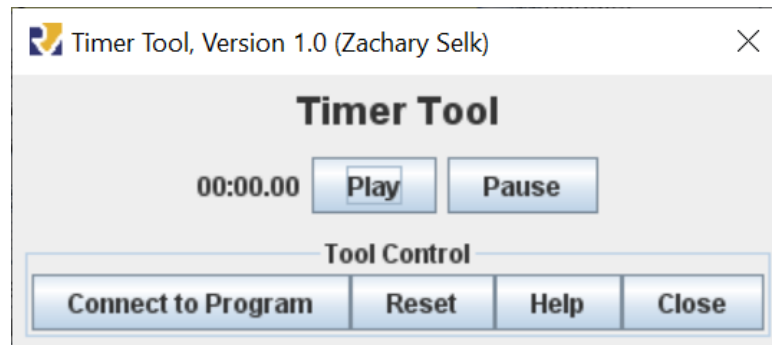 Timer Tool, Version 1.0 (Zachary Selk)
Timer Tool
00:00.00 Play Pause
Tool Control
Connect to Program Reset Help Close